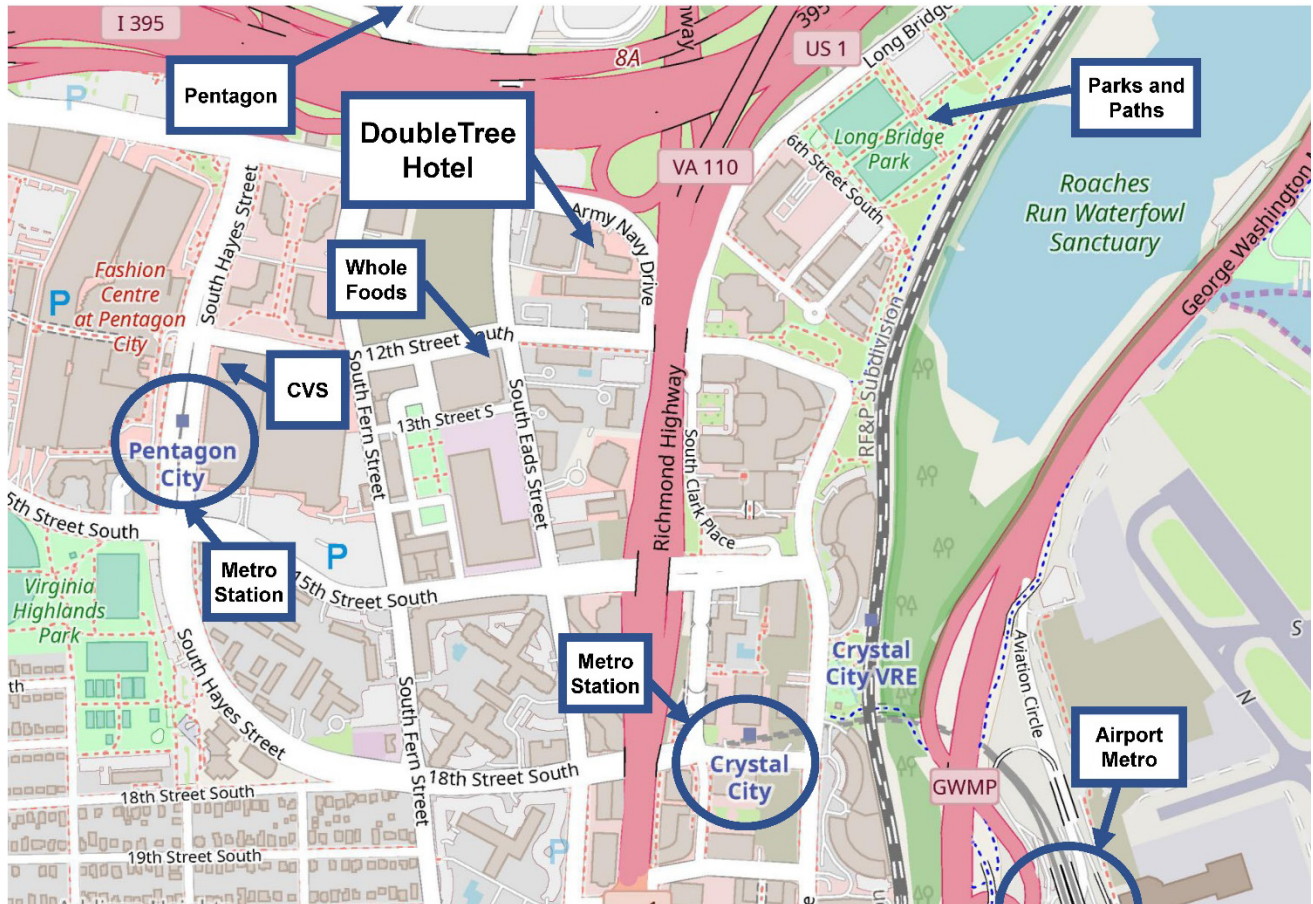 I 395
Pentagon
8A
US 1
Long Bridge
395
Parks and
Paths
P
DoubleTree
Hotel
Long Bridge
Park
VA 110
6th Street South
Roaches
Run Waterfowl
Sanctuary
George Washington
Army Navy
Drive
South Hayes Street
Whole
Foods
Fashion
Centre
at Pentagon
City
P
12th Street South
CVS
South Fern Street
13th Street S
South Eads Street
Richmond Highway
South Clark Place
RF&P Subdivision
Pentagon
City
5th Street South
P
Metro
Station
15th Street South
Virginia
Highlands
Park
South Hayes Street
South Fern Street
Metro
Station
Crystal
City VRE
Aviation Circle
S
N
Airport
Metro
Crystal
City
18th Street South
GWMP
18th Street South
19th Street South
P